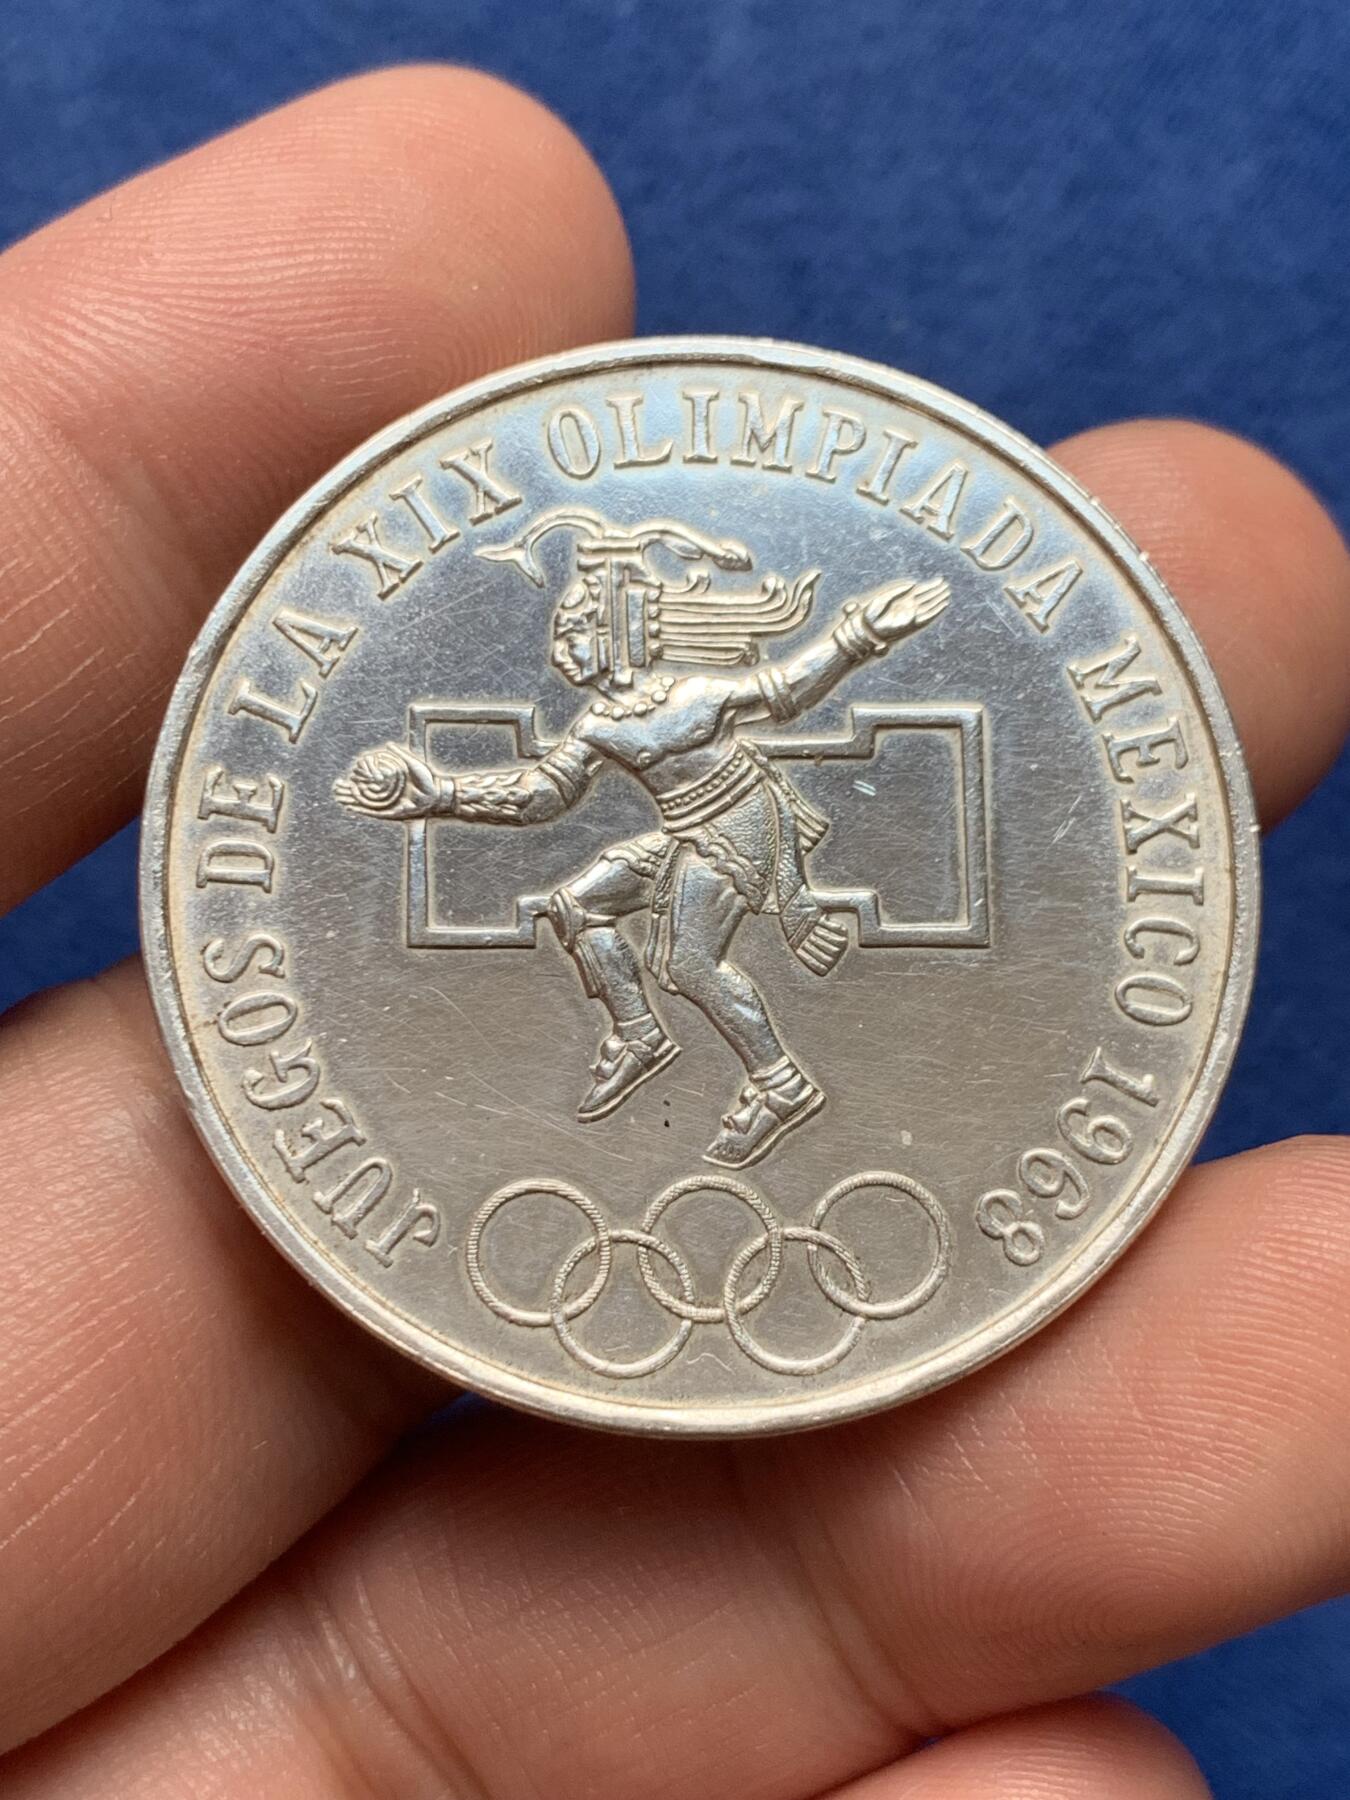 JUEGOS DE LA XIX OLIMPIADA MEXICO 1968